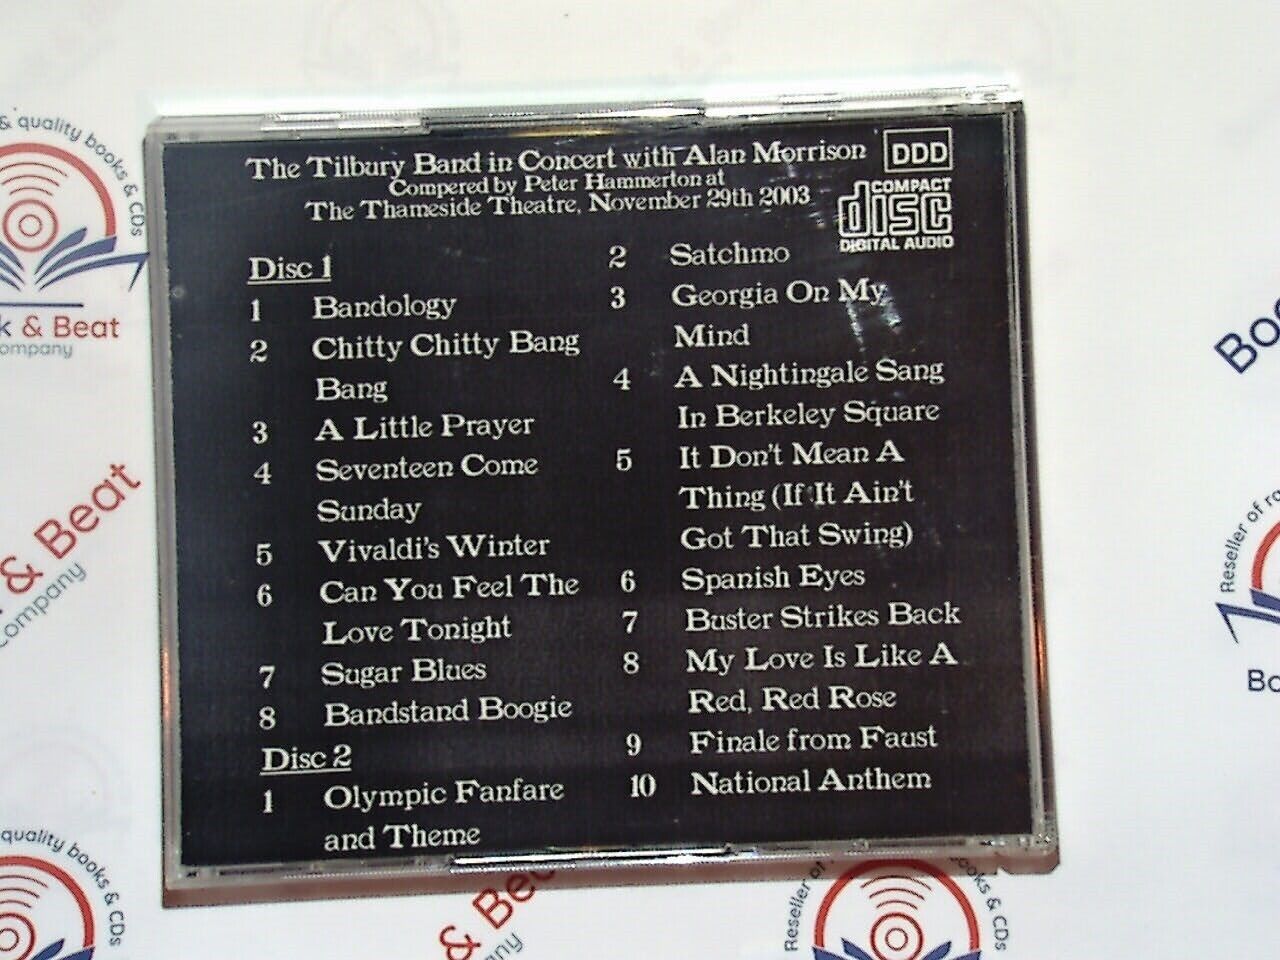 The Tilbury Band in Concert with Alan Morrison
Compered by Peter Hammerton at
The Thameside Theatre, November 29th 2003
DDD
COMPACT
disc
DIGITAL AUDIO
Disc 1
1 Bandology
2 Chitty Chitty Bang
Bang
3 A Little Prayer
4 Seventeen Come
Sunday
5 Vivaldi's Winter
6 Can You Feel The
Love Tonight
7 Sugar Blues
8 Bandstand Boogie
Disc 2
1 Olympic Fanfare
and Theme
2 Satchmo
3 Georgia On My
Mind
4 A Nightingale Sang
In Berkeley Square
5 It Don't Mean A
Thing (If It Ain't
Got That Swing)
6 Spanish Eyes
7 Buster Strikes Back
8 My Love Is Like A
Red, Red Rose
9 Finale from Faust
10 National Anthem
& quality books & CDs
& Beat
& Beat
Company
quality books & CDs
&
Reseller of
& CDs
Reseller of